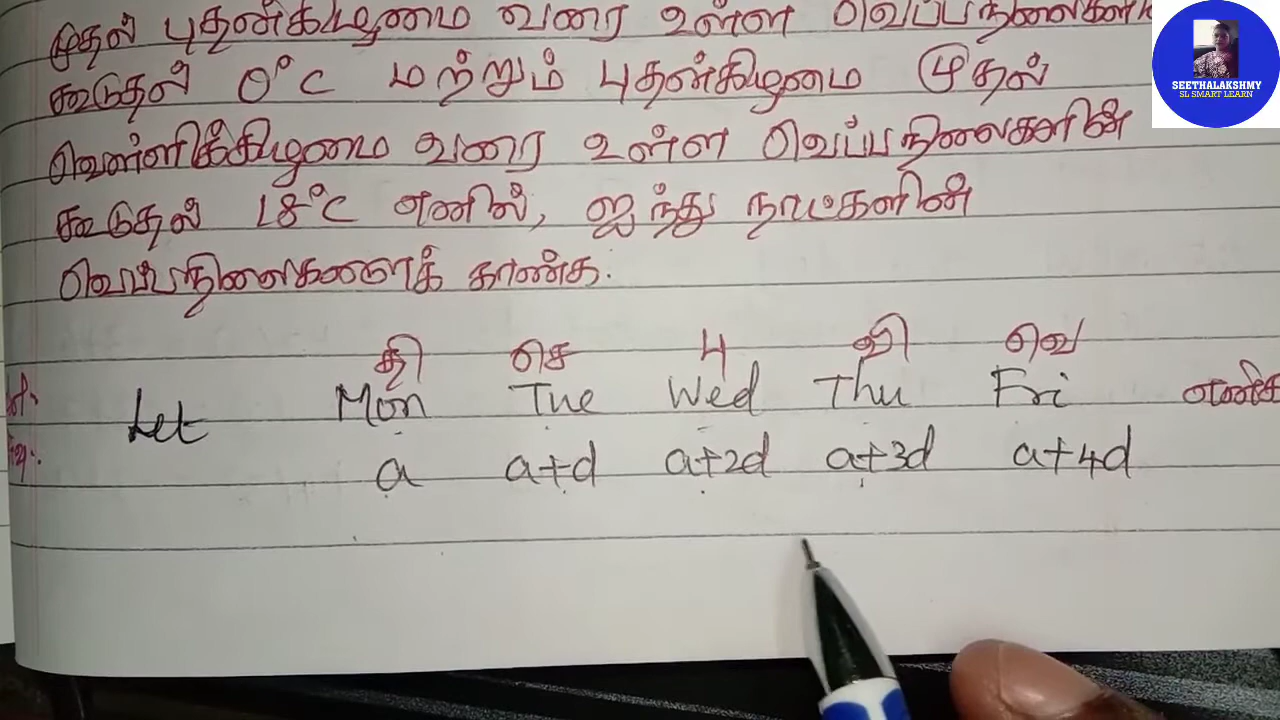 முதல் புதன்கிழமை வரை உள்ள வெப்பநிலைகளின்
கூடுதல் 0°C மற்றும் புதன்கிழமை முதல்
வெள்ளிக்கிழமை வரை உள்ள வெப்பநிலைகளின்
கூடுதல் 18°C எனில், ஐந்து நாட்களின்
வெப்பநிலைகளைக் காண்க.
தி செ பு வி வெ
Let Mon Tue Wed Thu Fri
a a+d a+2d a+3d a+4d
SEETHALAKSHMY
SL SMART LEARN